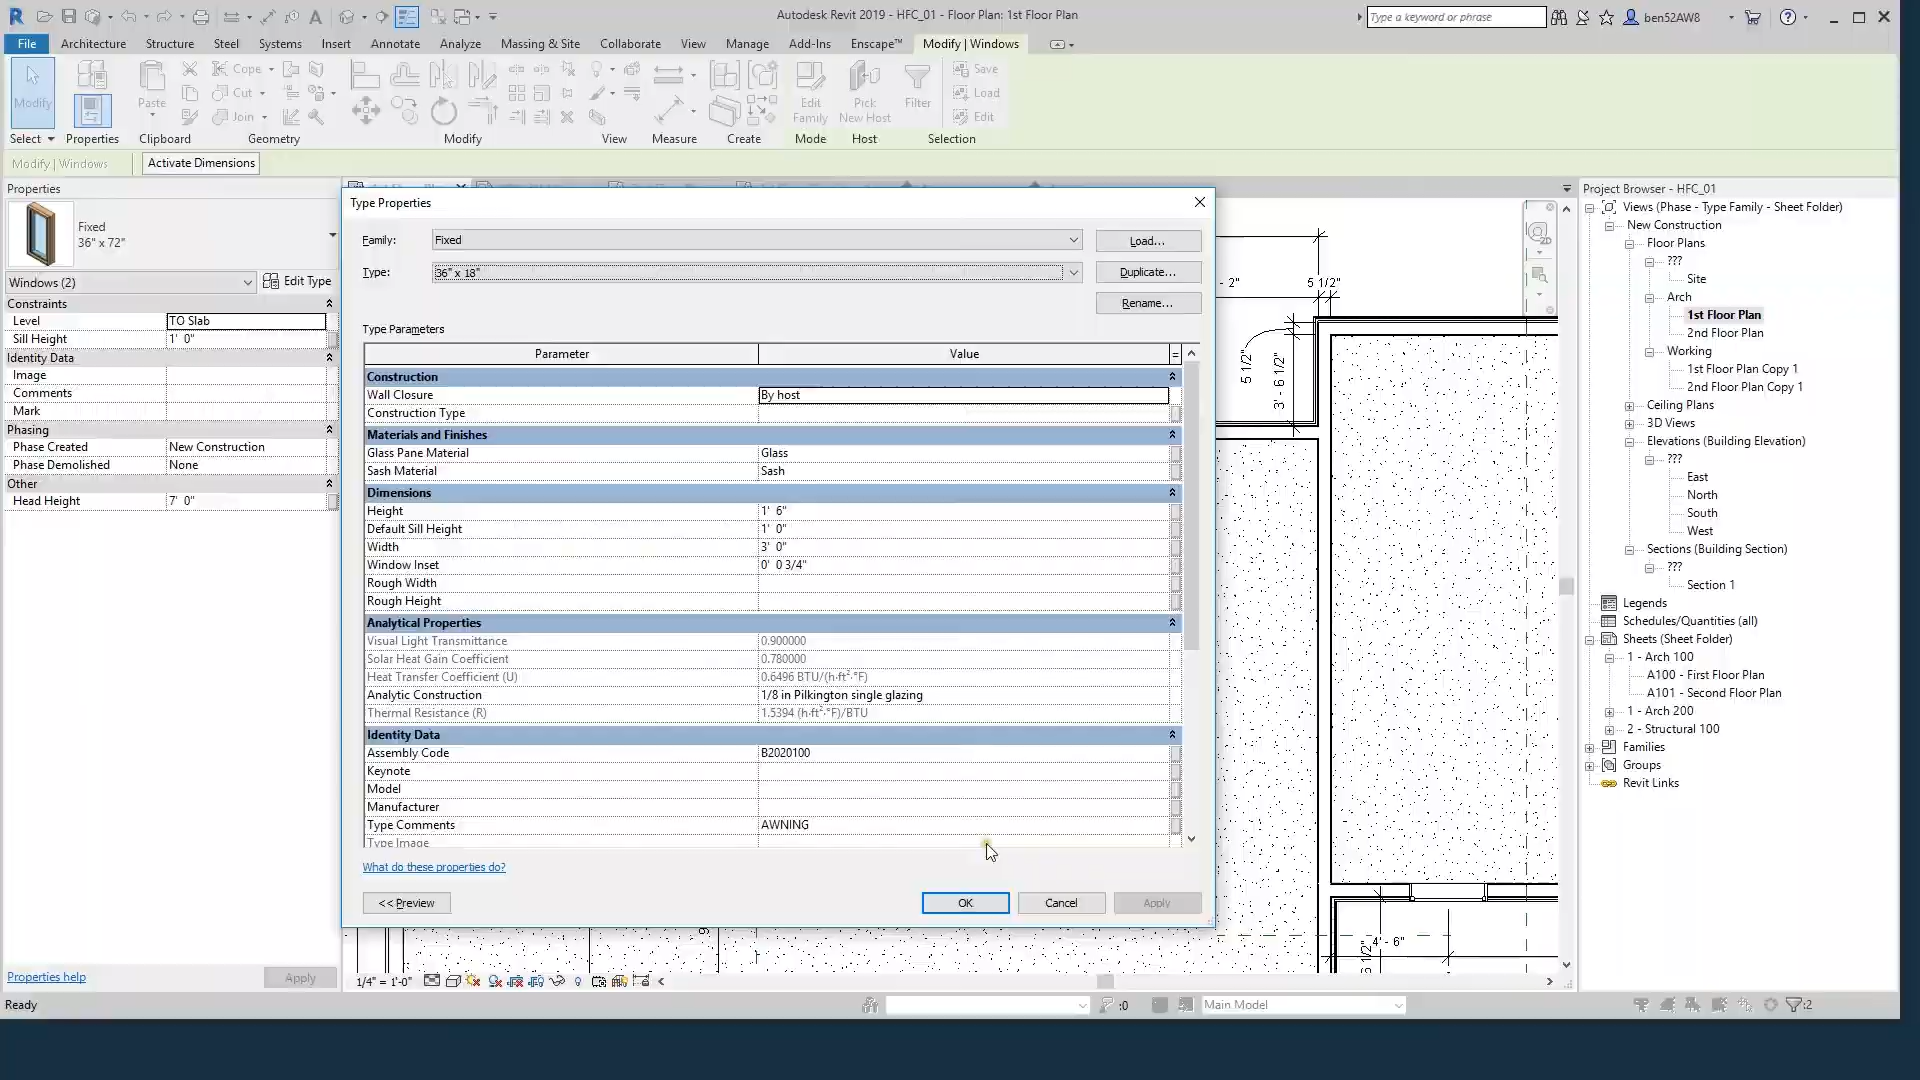 Autodesk Revit 2019 - HFC_01 - Floor Plan: 1st Floor Plan
Type a keyword or phrase
ben52AW8
File Architecture Structure Steel Systems Insert Annotate Analyze Massing & Site Collaborate View Manage Add-Ins Enscape™ Modify | Windows
Modify
Paste
Cope
Cut
Join
Edit Family
Pick New Host
Filter
Save
Load
Edit
Select Properties Clipboard Geometry Modify View Measure Create Mode Host Selection
Modify | Windows
Activate Dimensions
Properties
Fixed
36" x 72"
Windows (2)
Edit Type
Constraints
Level TO Slab
Sill Height 1' 0"
Identity Data
Image
Comments
Mark
Phasing
Phase Created New Construction
Phase Demolished None
Other
Head Height 7' 0"
Properties help
Apply
Type Properties
Family: Fixed
Load...
Type: 36" x 18"
Duplicate...
Rename...
Type Parameters
Parameter Value =
Construction
Wall Closure By host
Construction Type
Materials and Finishes
Glass Pane Material Glass
Sash Material Sash
Dimensions
Height 1' 6"
Default Sill Height 1' 0"
Width 3' 0"
Window Inset 0' 0 3/4"
Rough Width
Rough Height
Analytical Properties
Visual Light Transmittance 0.900000
Solar Heat Gain Coefficient 0.780000
Heat Transfer Coefficient (U) 0.6496 BTU/(h·ft²·°F)
Analytic Construction 1/8 in Pilkington single glazing
Thermal Resistance (R) 1.5394 (h·ft²·°F)/BTU
Identity Data
Assembly Code B2020100
Keynote
Model
Manufacturer
Type Comments AWNING
Type Image
What do these properties do?
<< Preview
OK
Cancel
Apply
- 2"
5 1/2"
5 1/2"
3' - 6 1/2"
4' - 6"
1/4" = 1'-0"
Project Browser - HFC_01
Views (Phase - Type Family - Sheet Folder)
New Construction
Floor Plans
???
Site
Arch
1st Floor Plan
2nd Floor Plan
Working
1st Floor Plan Copy 1
2nd Floor Plan Copy 1
Ceiling Plans
3D Views
Elevations (Building Elevation)
???
East
North
South
West
Sections (Building Section)
???
Section 1
Legends
Schedules/Quantities (all)
Sheets (Sheet Folder)
1 - Arch 100
A100 - First Floor Plan
A101 - Second Floor Plan
1 - Arch 200
2 - Structural 100
Families
Groups
Revit Links
Ready
:0
Main Model
:2